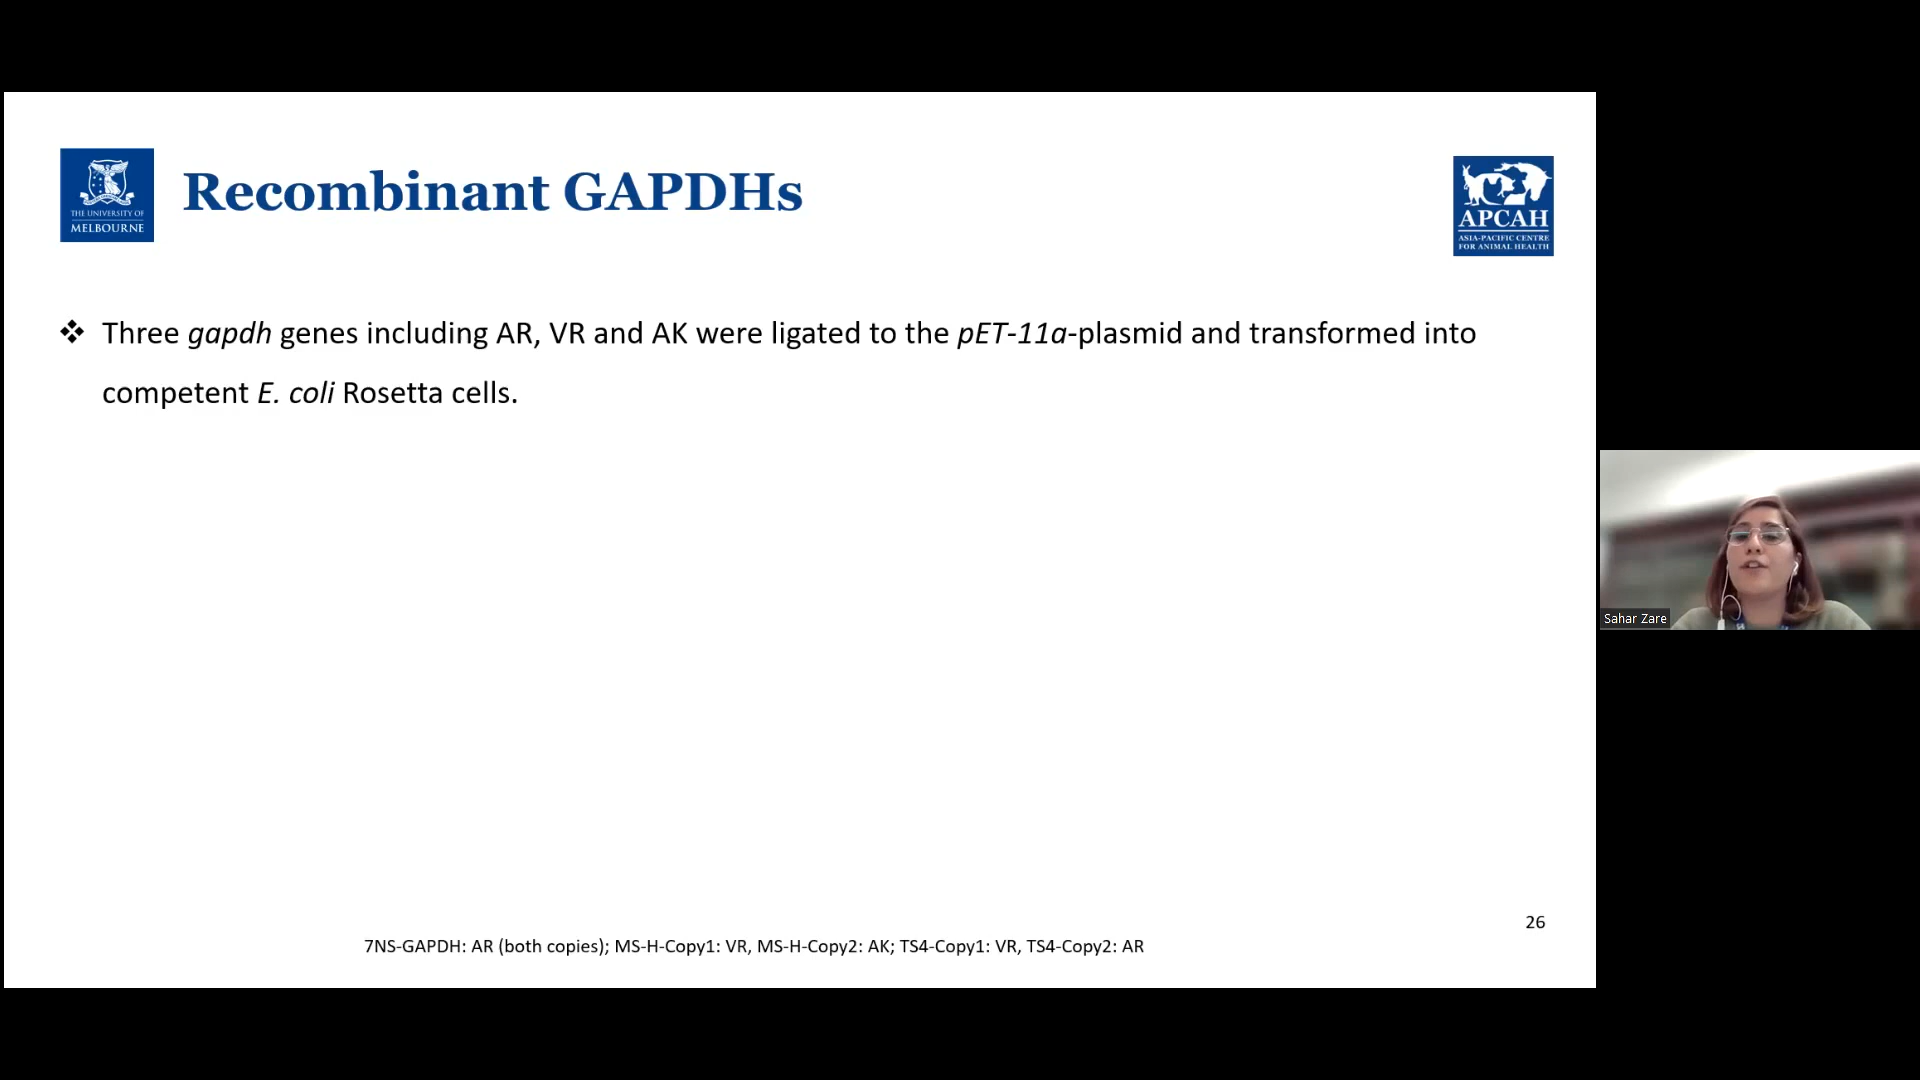 THE UNIVERSITY OF
MELBOURNE
Recombinant GAPDHs
APCAH
ASIA-PACIFIC CENTRE
FOR ANIMAL HEALTH
❖ Three gapdh genes including AR, VR and AK were ligated to the pET-11a-plasmid and transformed into
competent E. coli Rosetta cells.
Sahar Zare
26
7NS-GAPDH: AR (both copies); MS-H-Copy1: VR, MS-H-Copy2: AK; TS4-Copy1: VR, TS4-Copy2: AR